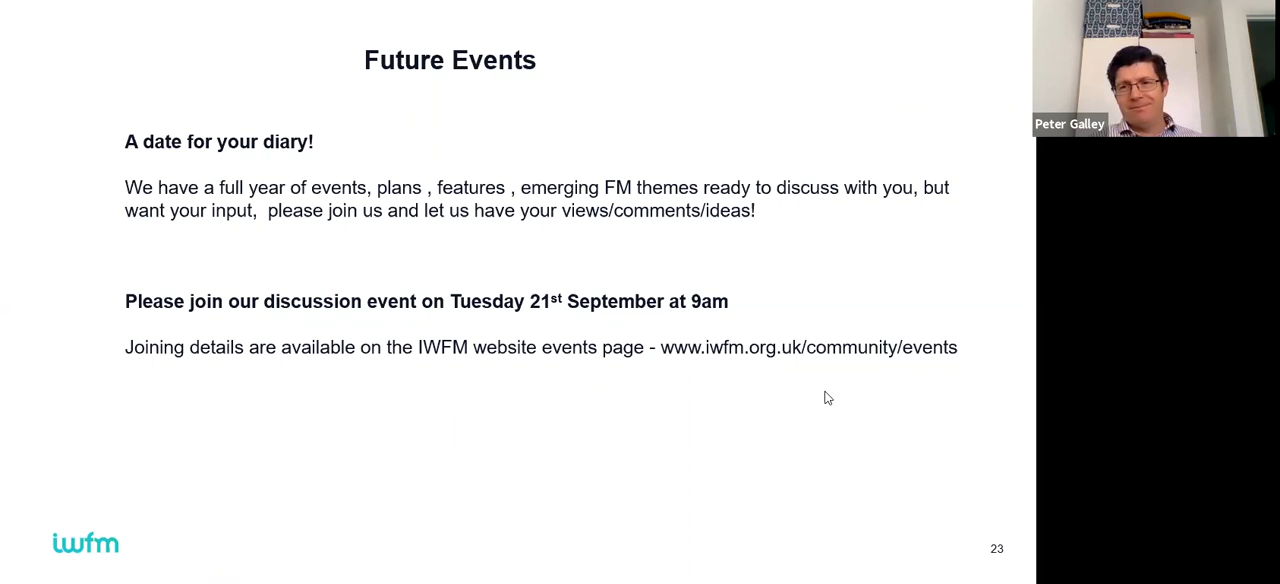 Future Events
A date for your diary!
We have a full year of events, plans , features , emerging FM themes ready to discuss with you, but
want your input,  please join us and let us have your views/comments/ideas!
Please join our discussion event on Tuesday 21st September at 9am
Joining details are available on the IWFM website events page - www.iwfm.org.uk/community/events
iwfm
23
Peter Galley